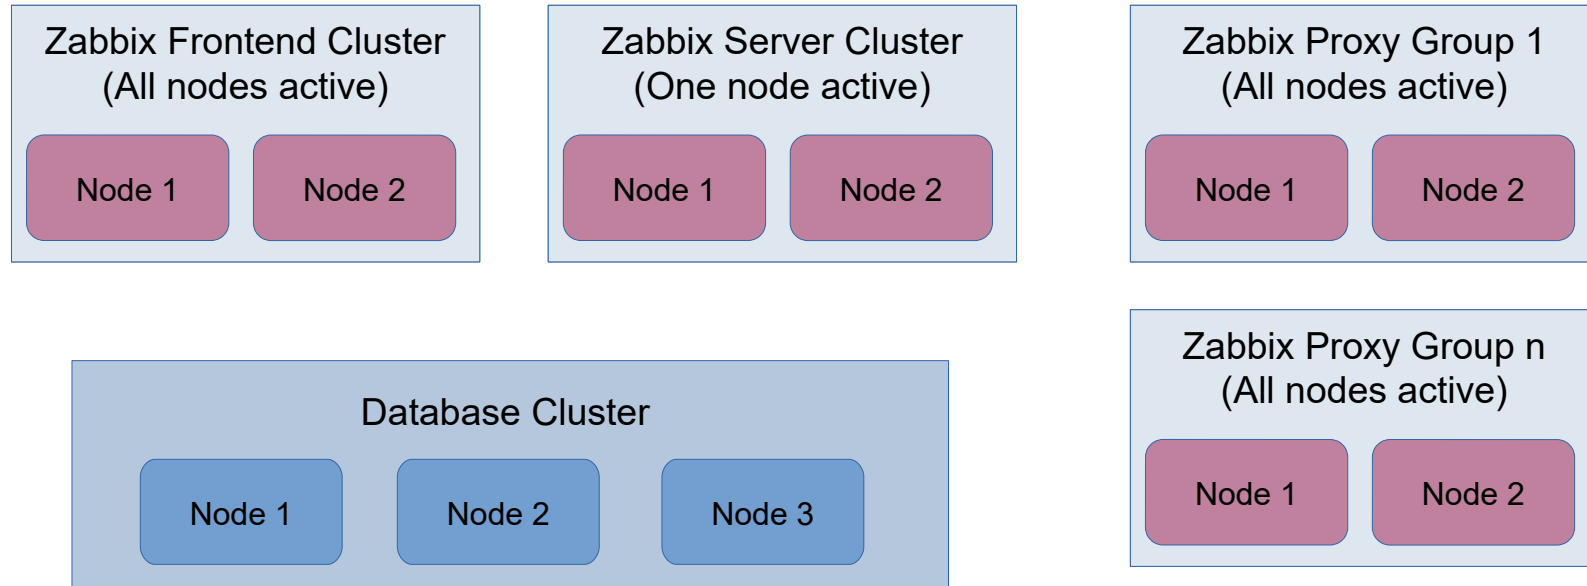 Zabbix Frontend Cluster
(All nodes active)
Node 1
Node 2
Zabbix Server Cluster
(One node active)
Node 1
Node 2
Zabbix Proxy Group 1
(All nodes active)
Node 1
Node 2
Database Cluster
Node 1
Node 2
Node 3
Zabbix Proxy Group n
(All nodes active)
Node 1
Node 2